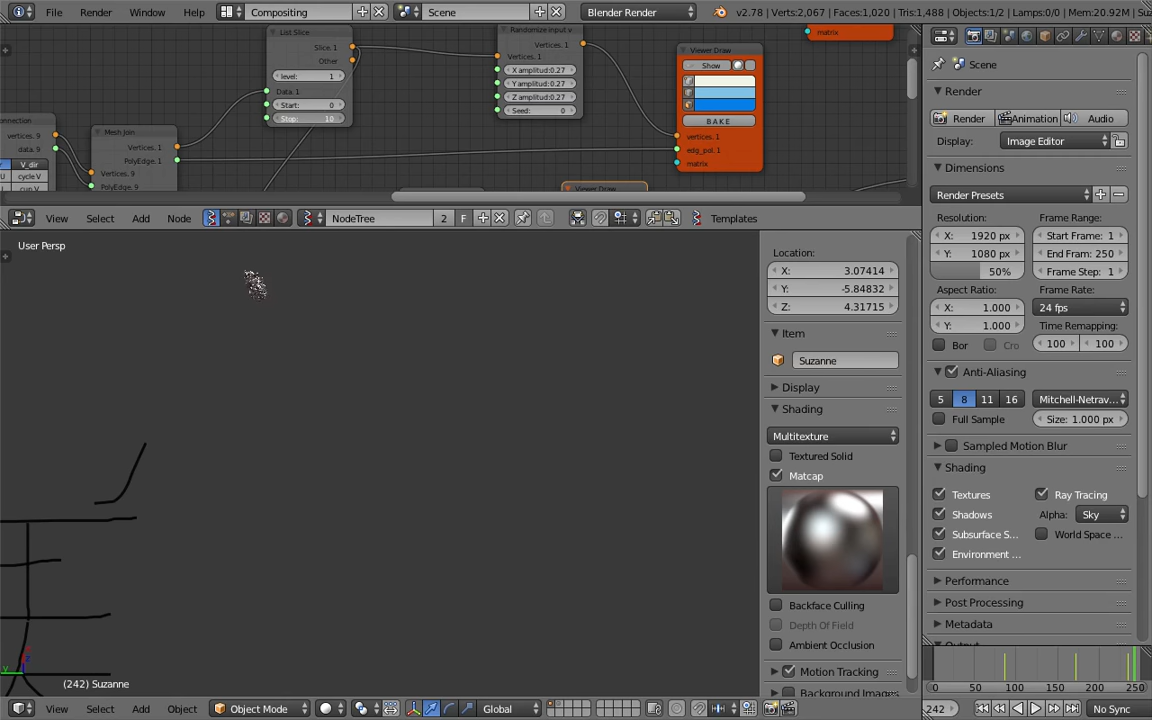 File Render Window Help Compositing Scene Blender Render v2.78 | Verts:2,067 | Faces:1,020 | Tris:1,488 | Objects:1/2 | Lamps:0/0 | Mem:20.92M | Suz
List Slice
Slice. 1
Other
level: 1
Data. 1
Start: 0
Stop: 10
Randomize input v
Vertices. 1
Vertices. 1
X amplitud:0.27
Y amplitud:0.27
Z amplitud:0.27
Seed: 0
Viewer Draw
Show
BAKE
vertices. 1
edg_pol. 1
matrix
matrix
onnection
vertices. 9
data. 9
V_dir
cycle V
Mesh Join
Vertices. 1
PolyEdge. 1
Vertices. 9
PolyEdge. 9
Viewer Draw
View Select Add Node NodeTree 2 F Templates
User Persp
(242) Suzanne
Location:
X: 3.07414
Y: -5.84832
Z: 4.31715
Item
Suzanne
Display
Shading
Multitexture
Textured Solid
Matcap
Backface Culling
Depth Of Field
Ambient Occlusion
Motion Tracking
Background Images
Scene
Render
Render Animation Audio
Display: Image Editor
Dimensions
Render Presets
Resolution: Frame Range:
X: 1920 px Start Frame: 1
Y: 1080 px End Fram: 250
50% Frame Step: 1
Aspect Ratio: Frame Rate:
X: 1.000 24 fps
Y: 1.000 Time Remapping:
Bor Cro 100 100
Anti-Aliasing
5 8 11 16 Mitchell-Netrav...
Full Sample Size: 1.000 px
Sampled Motion Blur
Shading
Textures Ray Tracing
Shadows Alpha: Sky
Subsurface S... World Space ...
Environment ...
Performance
Post Processing
Metadata
0 50 100 150 200 250
View Select Add Object Object Mode Global
242 No Sync